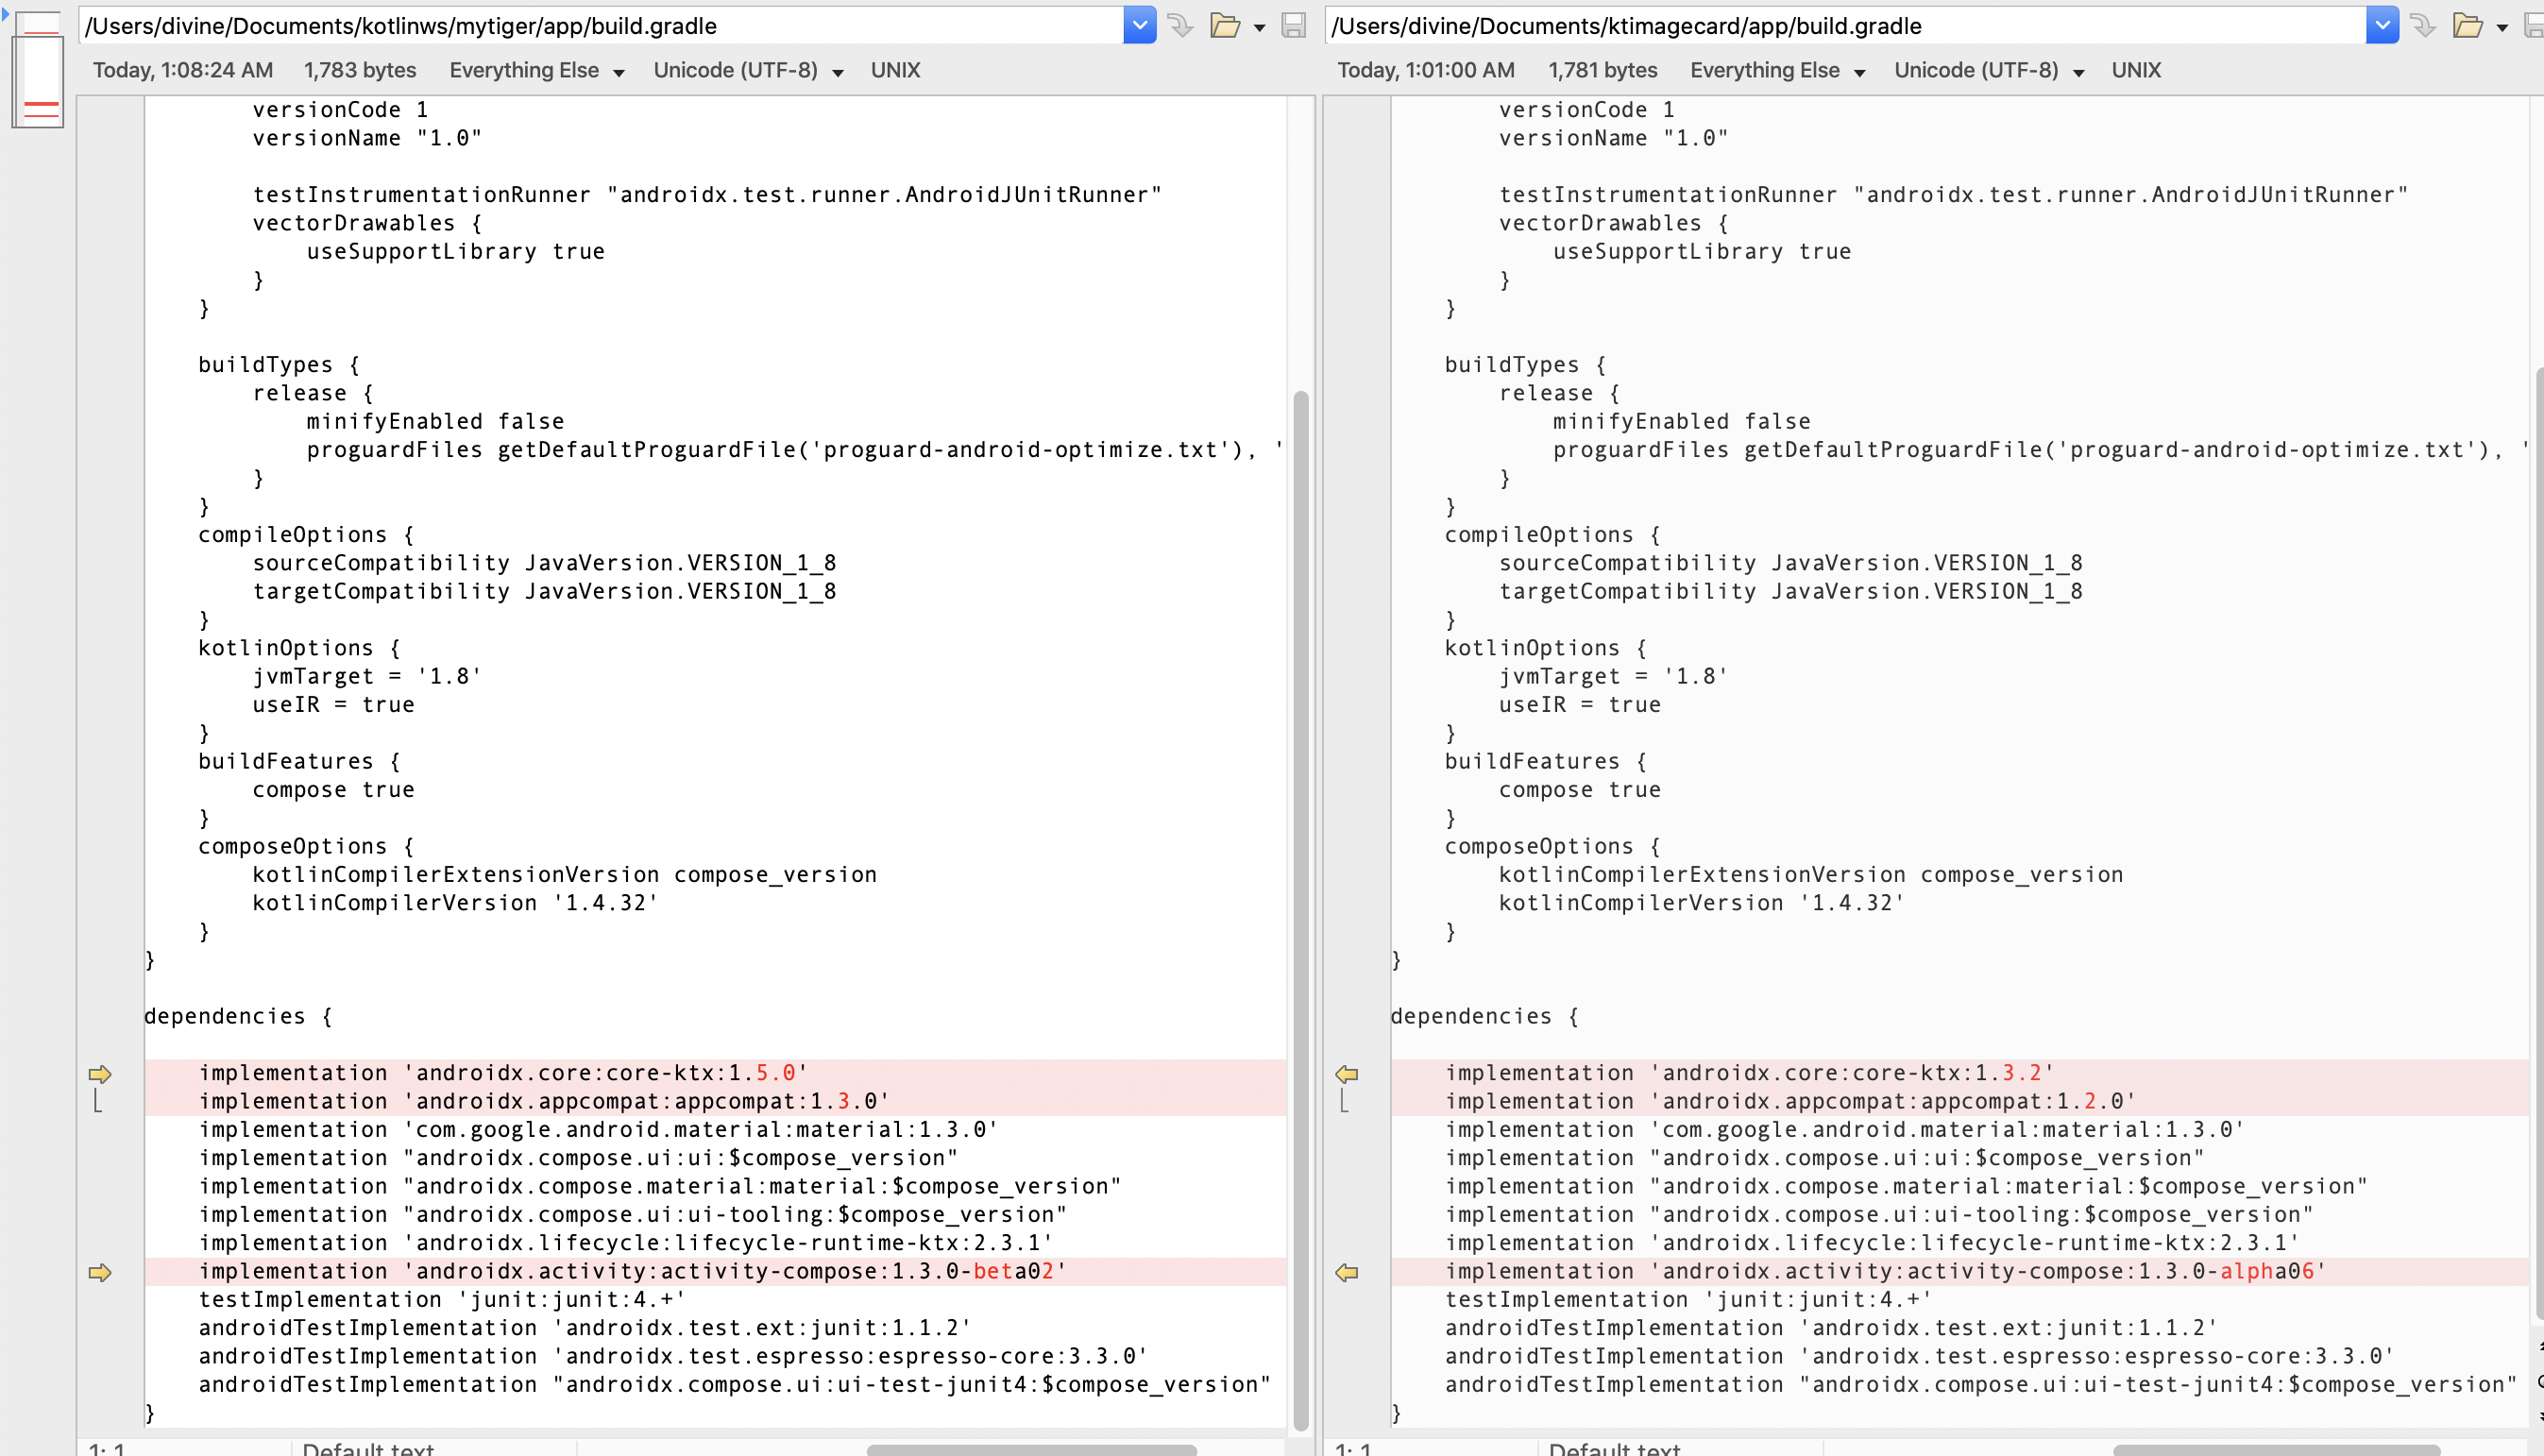 /Users/divine/Documents/kotlinws/mytiger/app/build.gradle
Today, 1:08:24 AM 1,783 bytes Everything Else Unicode (UTF-8) UNIX
versionCode 1
versionName "1.0"
testInstrumentationRunner "androidx.test.runner.AndroidJUnitRunner"
vectorDrawables {
useSupportLibrary true
}
}
buildTypes {
release {
minifyEnabled false
proguardFiles getDefaultProguardFile('proguard-android-optimize.txt'), '
}
}
compileOptions {
sourceCompatibility JavaVersion.VERSION_1_8
targetCompatibility JavaVersion.VERSION_1_8
}
kotlinOptions {
jvmTarget = '1.8'
useIR = true
}
buildFeatures {
compose true
}
composeOptions {
kotlinCompilerExtensionVersion compose_version
kotlinCompilerVersion '1.4.32'
}
}
dependencies {
implementation 'androidx.core:core-ktx:1.5.0'
implementation 'androidx.appcompat:appcompat:1.3.0'
implementation 'com.google.android.material:material:1.3.0'
implementation "androidx.compose.ui:ui:$compose_version"
implementation "androidx.compose.material:material:$compose_version"
implementation "androidx.compose.ui:ui-tooling:$compose_version"
implementation 'androidx.lifecycle:lifecycle-runtime-ktx:2.3.1'
implementation 'androidx.activity:activity-compose:1.3.0-beta02'
testImplementation 'junit:junit:4.+'
androidTestImplementation 'androidx.test.ext:junit:1.1.2'
androidTestImplementation 'androidx.test.espresso:espresso-core:3.3.0'
androidTestImplementation "androidx.compose.ui:ui-test-junit4:$compose_version"
}
1: 1 Default text
/Users/divine/Documents/ktimagecard/app/build.gradle
Today, 1:01:00 AM 1,781 bytes Everything Else Unicode (UTF-8) UNIX
versionCode 1
versionName "1.0"
testInstrumentationRunner "androidx.test.runner.AndroidJUnitRunner"
vectorDrawables {
useSupportLibrary true
}
}
buildTypes {
release {
minifyEnabled false
proguardFiles getDefaultProguardFile('proguard-android-optimize.txt'), '
}
}
compileOptions {
sourceCompatibility JavaVersion.VERSION_1_8
targetCompatibility JavaVersion.VERSION_1_8
}
kotlinOptions {
jvmTarget = '1.8'
useIR = true
}
buildFeatures {
compose true
}
composeOptions {
kotlinCompilerExtensionVersion compose_version
kotlinCompilerVersion '1.4.32'
}
}
dependencies {
implementation 'androidx.core:core-ktx:1.3.2'
implementation 'androidx.appcompat:appcompat:1.2.0'
implementation 'com.google.android.material:material:1.3.0'
implementation "androidx.compose.ui:ui:$compose_version"
implementation "androidx.compose.material:material:$compose_version"
implementation "androidx.compose.ui:ui-tooling:$compose_version"
implementation 'androidx.lifecycle:lifecycle-runtime-ktx:2.3.1'
implementation 'androidx.activity:activity-compose:1.3.0-alpha06'
testImplementation 'junit:junit:4.+'
androidTestImplementation 'androidx.test.ext:junit:1.1.2'
androidTestImplementation 'androidx.test.espresso:espresso-core:3.3.0'
androidTestImplementation "androidx.compose.ui:ui-test-junit4:$compose_version"
}
1: 1 Default text